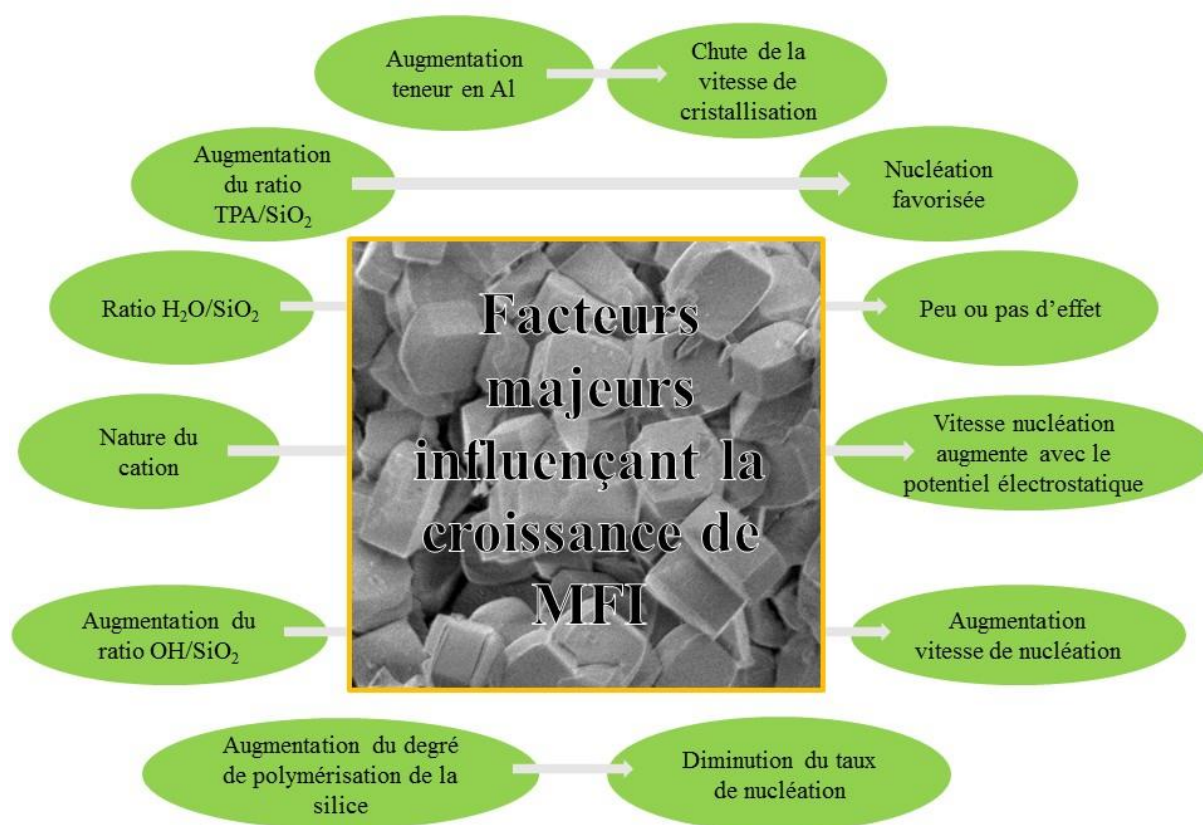 Augmentation
teneur en Al
Chute de la
vitesse de
cristallisation
Augmentation
du ratio
TPA/SiO₂
Nucléation
favorisée
Ratio H₂O/SiO₂
Peu ou pas d’effet
Facteurs
majeurs
influençant la
croissance de
MFI
Nature du
cation
Vitesse nucléation
augmente avec le
potentiel électrostatique
Augmentation du
ratio OH/SiO₂
Augmentation
vitesse de nucléation
Augmentation du degré
de polymérisation de la
silice
Diminution du taux
de nucléation